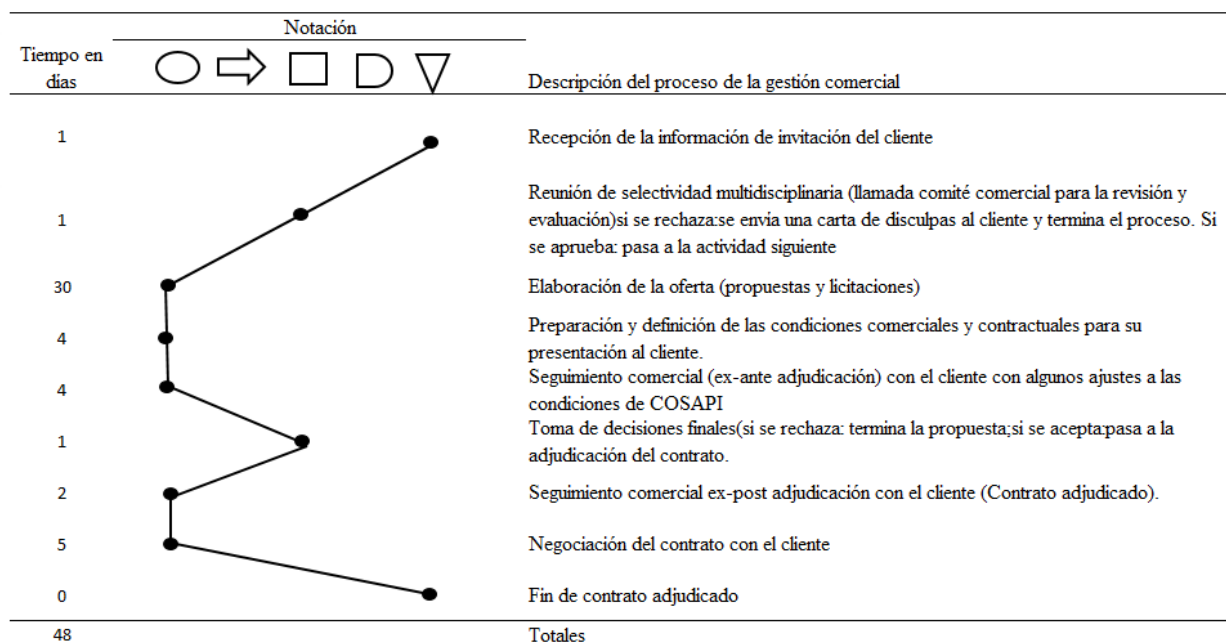 Notación
Tiempo en
días
Descripción del proceso de la gestión comercial
1
Recepción de la información de invitación del cliente
1
Reunión de selectividad multidisciplinaria (llamada comité comercial para la revisión y
evaluación)si se rechaza:se envia una carta de disculpas al cliente y termina el proceso. Si
se aprueba: pasa a la actividad siguiente
30
Elaboración de la oferta (propuestas y licitaciones)
4
Preparación y definición de las condiciones comerciales y contractuales para su
presentación al cliente.
4
Seguimiento comercial (ex-ante adjudicación) con el cliente con algunos ajustes a las
condiciones de COSAPI
1
Toma de decisiones finales(si se rechaza: termina la propuesta;si se acepta:pasa a la
adjudicación del contrato.
2
Seguimiento comercial ex-post adjudicación con el cliente (Contrato adjudicado).
5
Negociación del contrato con el cliente
0
Fin de contrato adjudicado
48
Totales